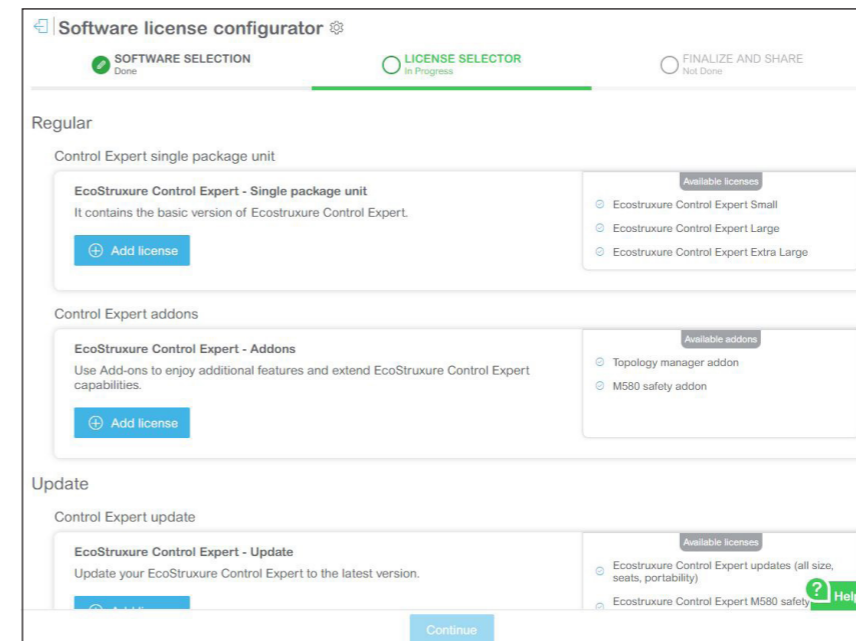 Software license configurator
SOFTWARE SELECTION
Done
LICENSE SELECTOR
In Progress
FINALIZE AND SHARE
Not Done
Regular
Control Expert single package unit
EcoStruxure Control Expert - Single package unit
It contains the basic version of Ecostruxure Control Expert.
Add license
Available licenses
Ecostruxure Control Expert Small
Ecostruxure Control Expert Large
Ecostruxure Control Expert Extra Large
Control Expert addons
EcoStruxure Control Expert - Addons
Use Add-ons to enjoy additional features and extend EcoStruxure Control Expert
capabilities.
Add license
Available addons
Topology manager addon
M580 safety addon
Update
Control Expert update
EcoStruxure Control Expert - Update
Update your EcoStruxure Control Expert to the latest version.
Available licenses
Ecostruxure Control Expert updates (all size,
seats, portability)
Ecostruxure Control Expert M580 safety
Help
Continue